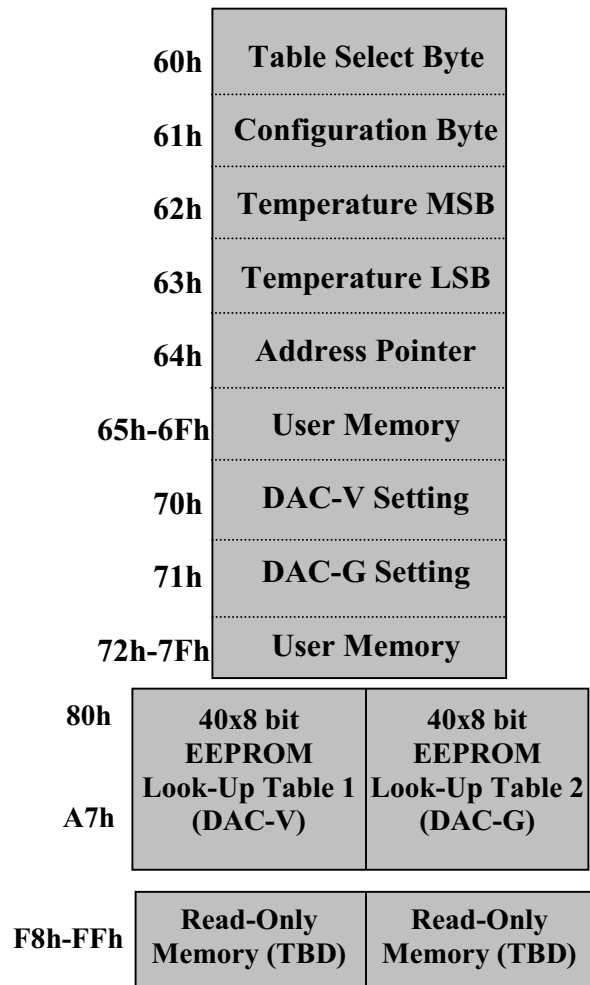 60h Table Select Byte
61h Configuration Byte
62h Temperature MSB
63h Temperature LSB
64h Address Pointer
65h-6Fh User Memory
70h DAC-V Setting
71h DAC-G Setting
72h-7Fh User Memory
80h 40x8 bit 40x8 bit
EEPROM EEPROM
Look-Up Table 1 Look-Up Table 2
A7h (DAC-V) (DAC-G)
Read-Only Read-Only
F8h-FFh Memory (TBD) Memory (TBD)